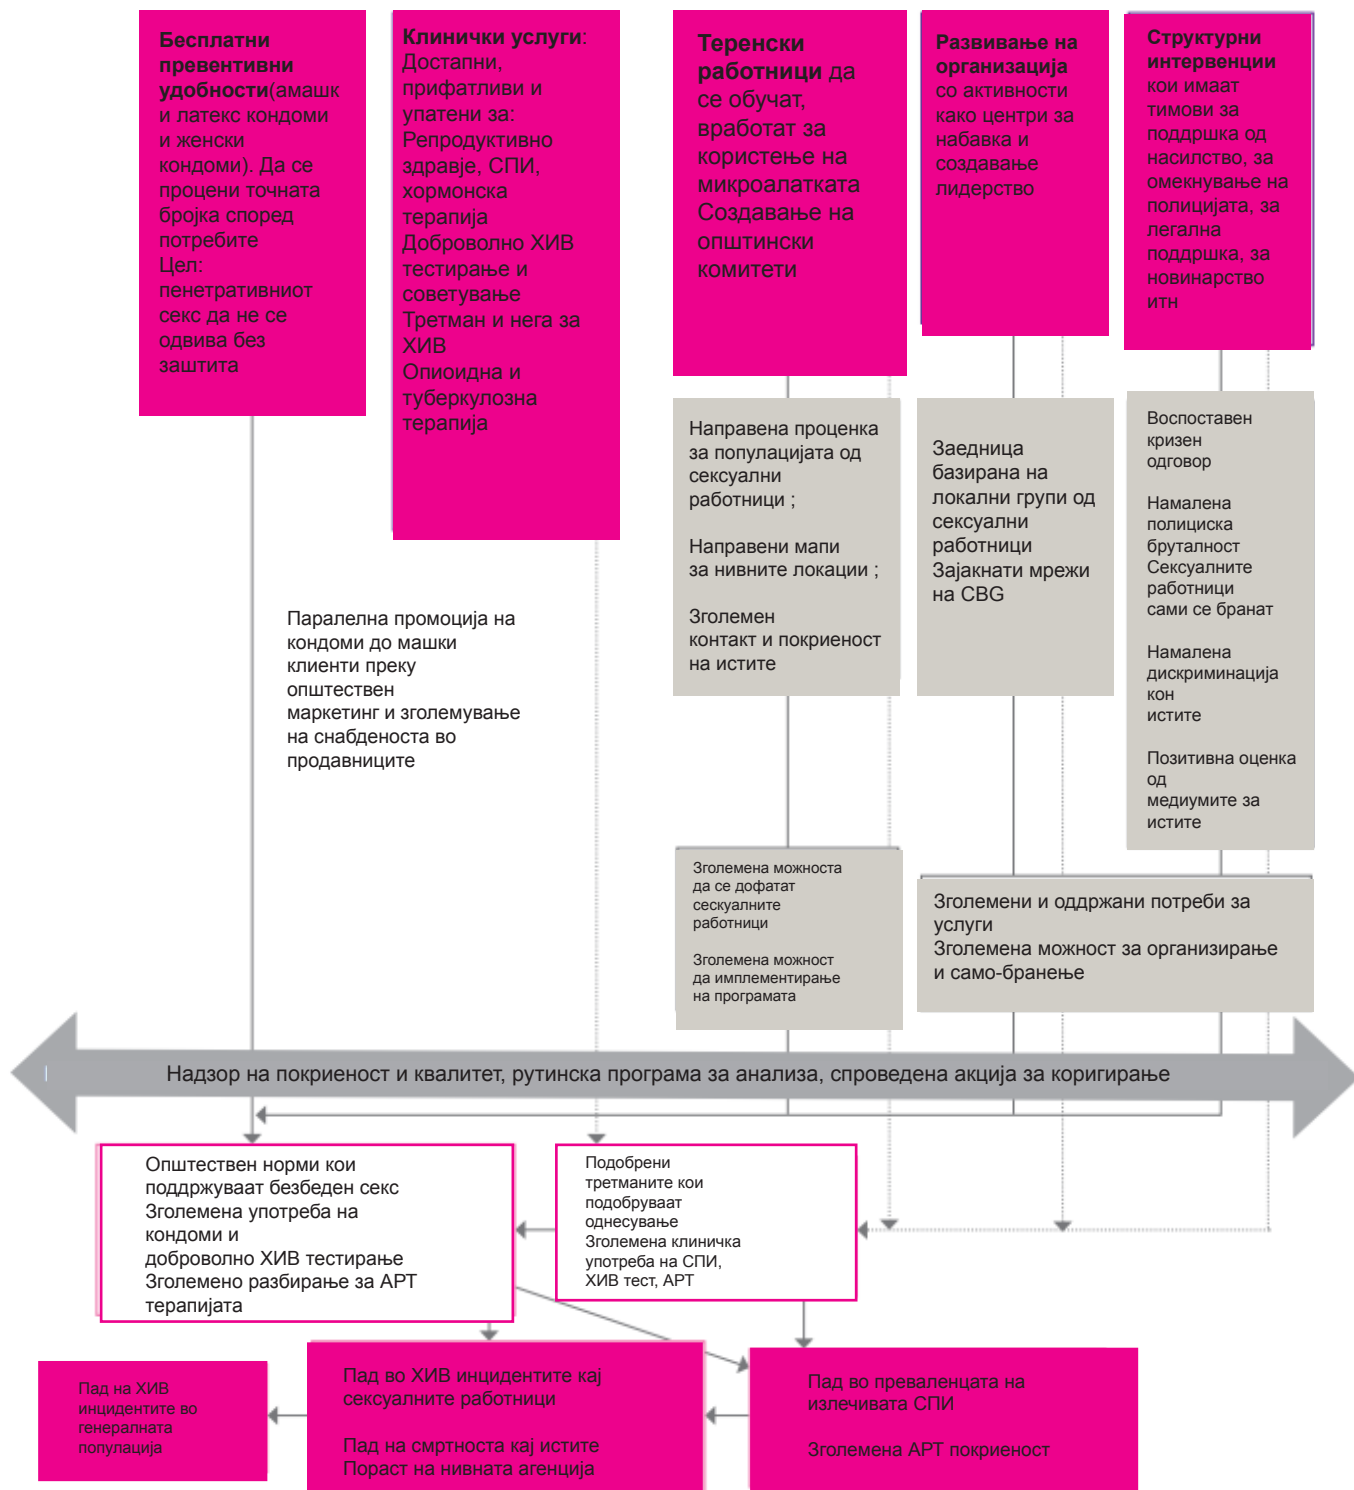 Бесплатни
превентивни
удобности(амашк
и латекс кондоми
и женски
кондоми). Да се
процени точната
бројка според
потребите
Цел:
пенетративниот
секс да не се
одвива без
заштита
Клинички услуги:
Достапни,
прифатливи и
упатени за:
Репродуктивно
здравје, СПИ,
хормонска
терапија
Доброволно ХИВ
тестирање и
советување
Третман и нега за
ХИВ
Опиоидна и
туберкулозна
терапија
Теренски
работници да
се обучат,
вработат за
користење на
микроалатката
Создавање на
општински
комитети
Развивање на
организација
со активности
како центри за
набавка и
создавање
лидерство
Структурни
интервенции
кои имаат
тимови за
поддршка од
насилство, за
омекнување на
полицијата, за
легална
поддршка, за
новинарство
итн
Направена проценка
за популацијата од
сексуални
работници ;
Направени мапи
за нивните локации ;
Зголемен
контакт и покриеност
на истите
Заедница
базирана на
локални групи од
сексуални
работници
Зајакнати мрежи
на CBG
Воспоставен
кризен
одговор
Намалена
полициска
бруталност
Сексуалните
работници
сами се бранат
Намалена
дискриминација
кон
истите
Позитивна оценка
од
медиумите за
истите
Паралелна промоција на
кондоми до машки
клиенти преку
општествен
маркетинг и зголемување
на снабденоста во
продавниците
Зголемена можноста
да се дофатат
сескуалните
работници
Зголемена можност
да имплементирање
на програмата
Зголемени и оддржани потреби за
услуги
Зголемена можност за организирање
и само-бранење
Надзор на покриеност и квалитет, рутинска програма за анализа, спроведена акција за коригирање
Општествен норми кои
поддржуваат безбеден секс
Зголемена употреба на
кондоми и
доброволно ХИВ тестирање
Зголемено разбирање за АРТ
терапијата
Подобрени
третманите кои
подобруваат
однесување
Зголемена клиничка
употреба на СПИ,
ХИВ тест, АРТ
Пад на ХИВ
инцидентите во
генералната
популација
Пад во ХИВ инцидентите кај
сексуалните работници
Пад на смртноста кај истите
Пораст на нивната агенција
Пад во преваленцата на
излечивата СПИ
Зголемена АРТ покриеност